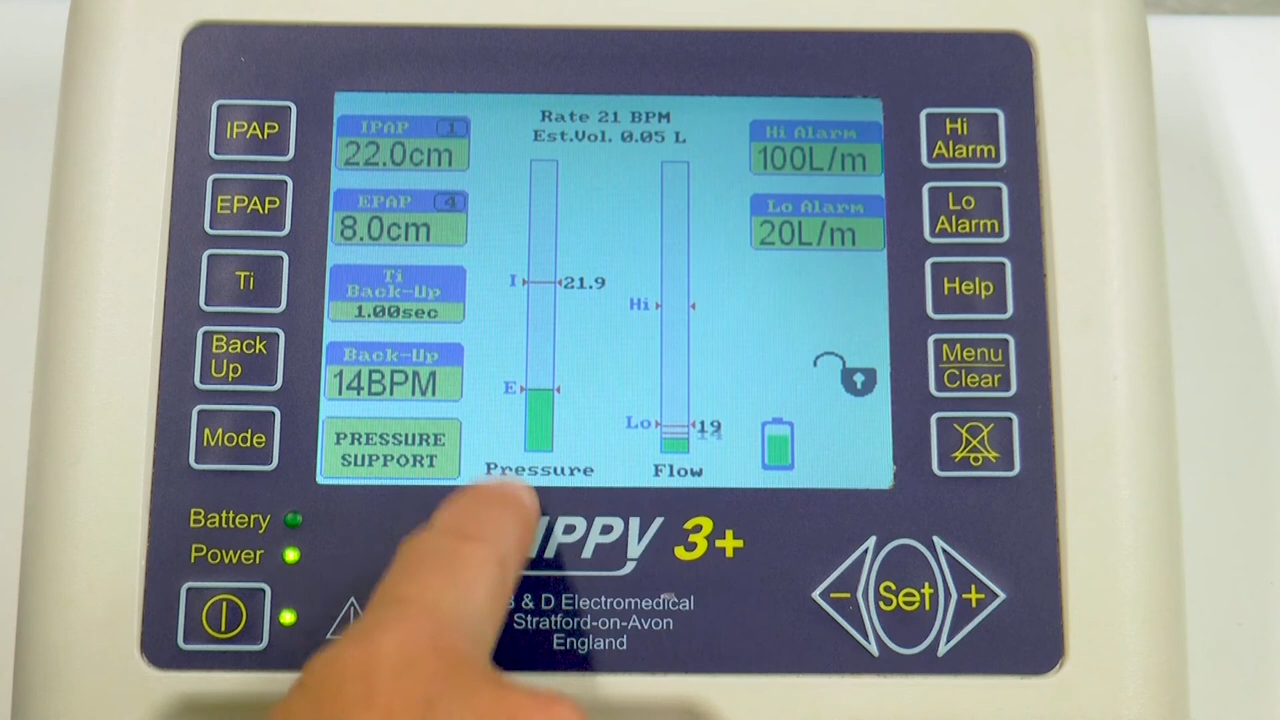 IPAP
EPAP
Ti
Back
Up
Mode
IPAP 1
22.0cm
EPAP 4
8.0cm
Ti
Back-Up
1.00sec
Back-Up
14BPM
PRESSURE
SUPPORT
Rate 21 BPM
Est.Vol. 0.05 L
I 21.9
E
Pressure
Hi
Lo 19
Flow
Hi Alarm
100L/m
Lo Alarm
20L/m
Hi
Alarm
Lo
Alarm
Help
Menu
Clear
Battery
Power
IPPV 3+
B & D Electromedical
Stratford-on-Avon
England
- Set +